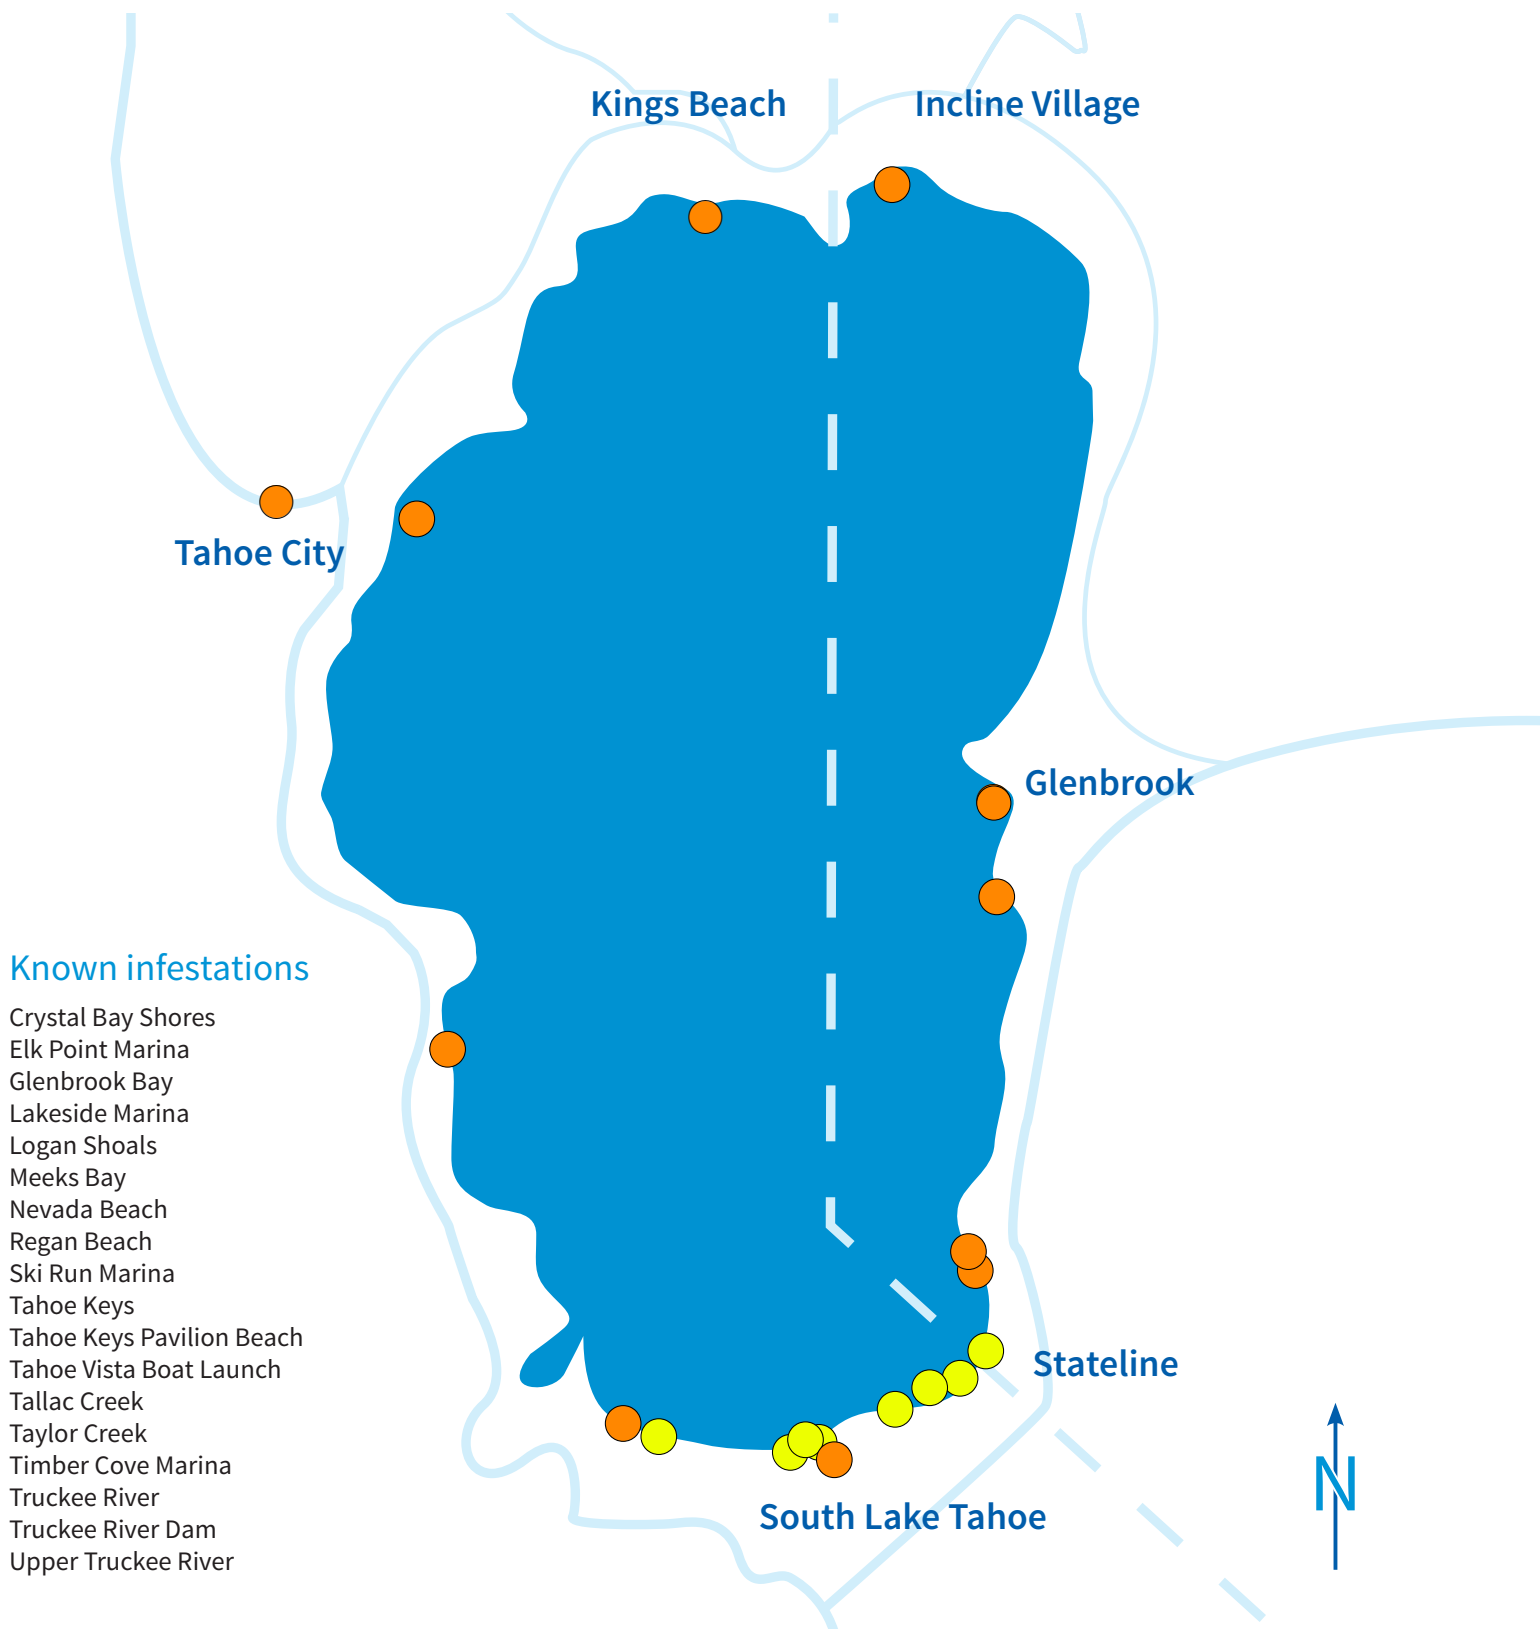 Kings Beach
Incline Village
Tahoe City
Glenbrook
Known infestations
Crystal Bay Shores
Elk Point Marina
Glenbrook Bay
Lakeside Marina
Logan Shoals
Meeks Bay
Nevada Beach
Regan Beach
Ski Run Marina
Tahoe Keys
Tahoe Keys Pavilion Beach
Tahoe Vista Boat Launch
Tallac Creek
Taylor Creek
Timber Cove Marina
Truckee River
Truckee River Dam
Upper Truckee River
Stateline
South Lake Tahoe
N